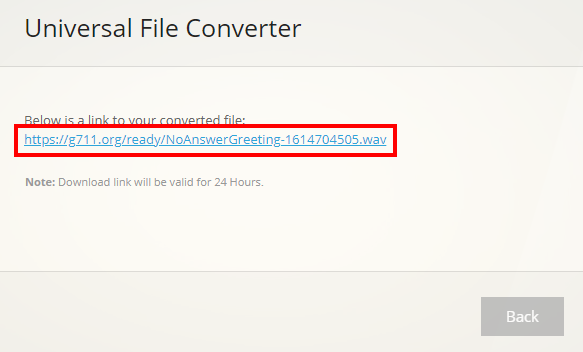 Universal File Converter
Below is a link to your converted file:
https://g711.org/ready/NoAnswerGreeting-1614704505.wav
Note: Download link will be valid for 24 Hours.
Back